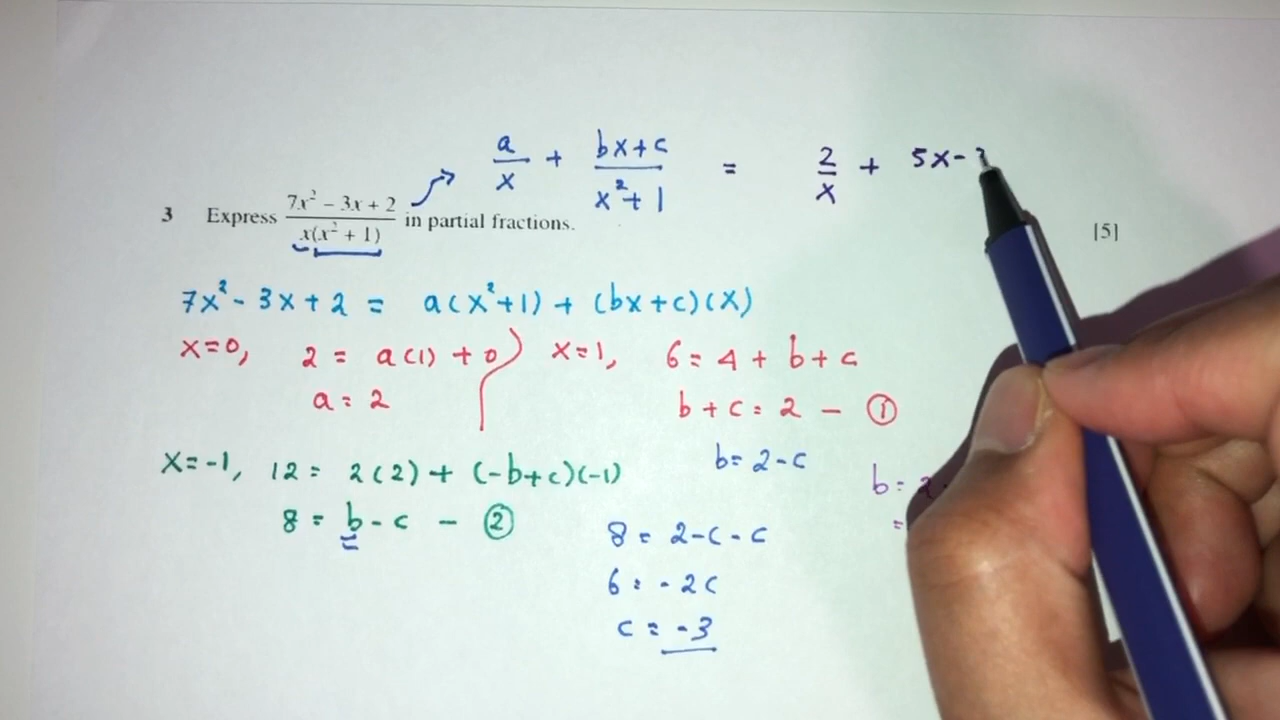 a/x + (bx+c)/(x²+1) = 2/x + 5x-
3 Express (7x² – 3x + 2)/(x(x² + 1)) in partial fractions. [5]
7x² - 3x + 2 = a(x²+1) + (bx+c)(x)
x=0, 2 = a(1) + 0 x=1, 6 = 4 + b + c
a = 2 b + c = 2 - ①
x=-1, 12 = 2(2) + (-b+c)(-1) b = 2-c b = 2
8 = b - c - ② =
8 = 2-c-c
6 = -2c
c = -3